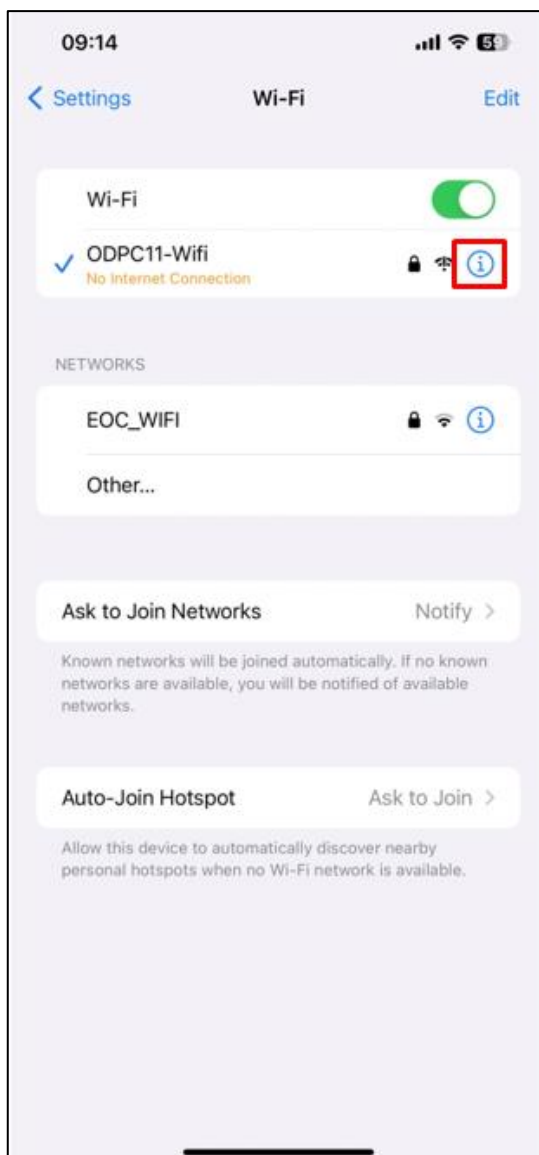 09:14
59
Settings
Wi-Fi
Edit
Wi-Fi
ODPC11-Wifi
No Internet Connection
NETWORKS
EOC_WIFI
Other...
Ask to Join Networks
Notify
Known networks will be joined automatically. If no known
networks are available, you will be notified of available
networks.
Auto-Join Hotspot
Ask to Join
Allow this device to automatically discover nearby
personal hotspots when no Wi-Fi network is available.